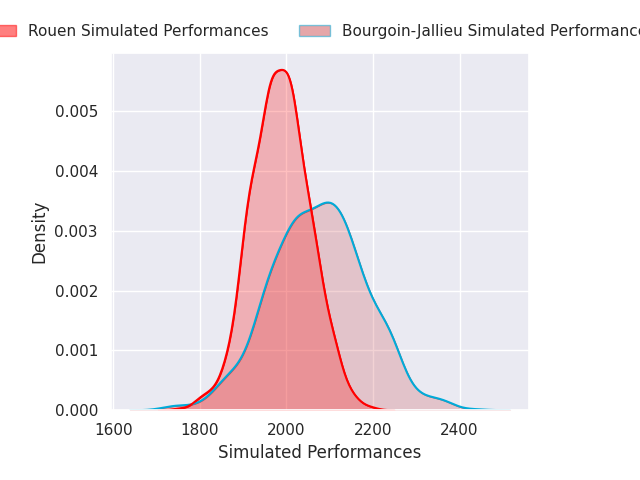 Rouen Simulated Performances
Bourgoin-Jallieu Simulated Performanc
0.005
0.004
0.003
0.002
0.001
0.000
Density
1600 1800 2000 2200 2400
Simulated Performances